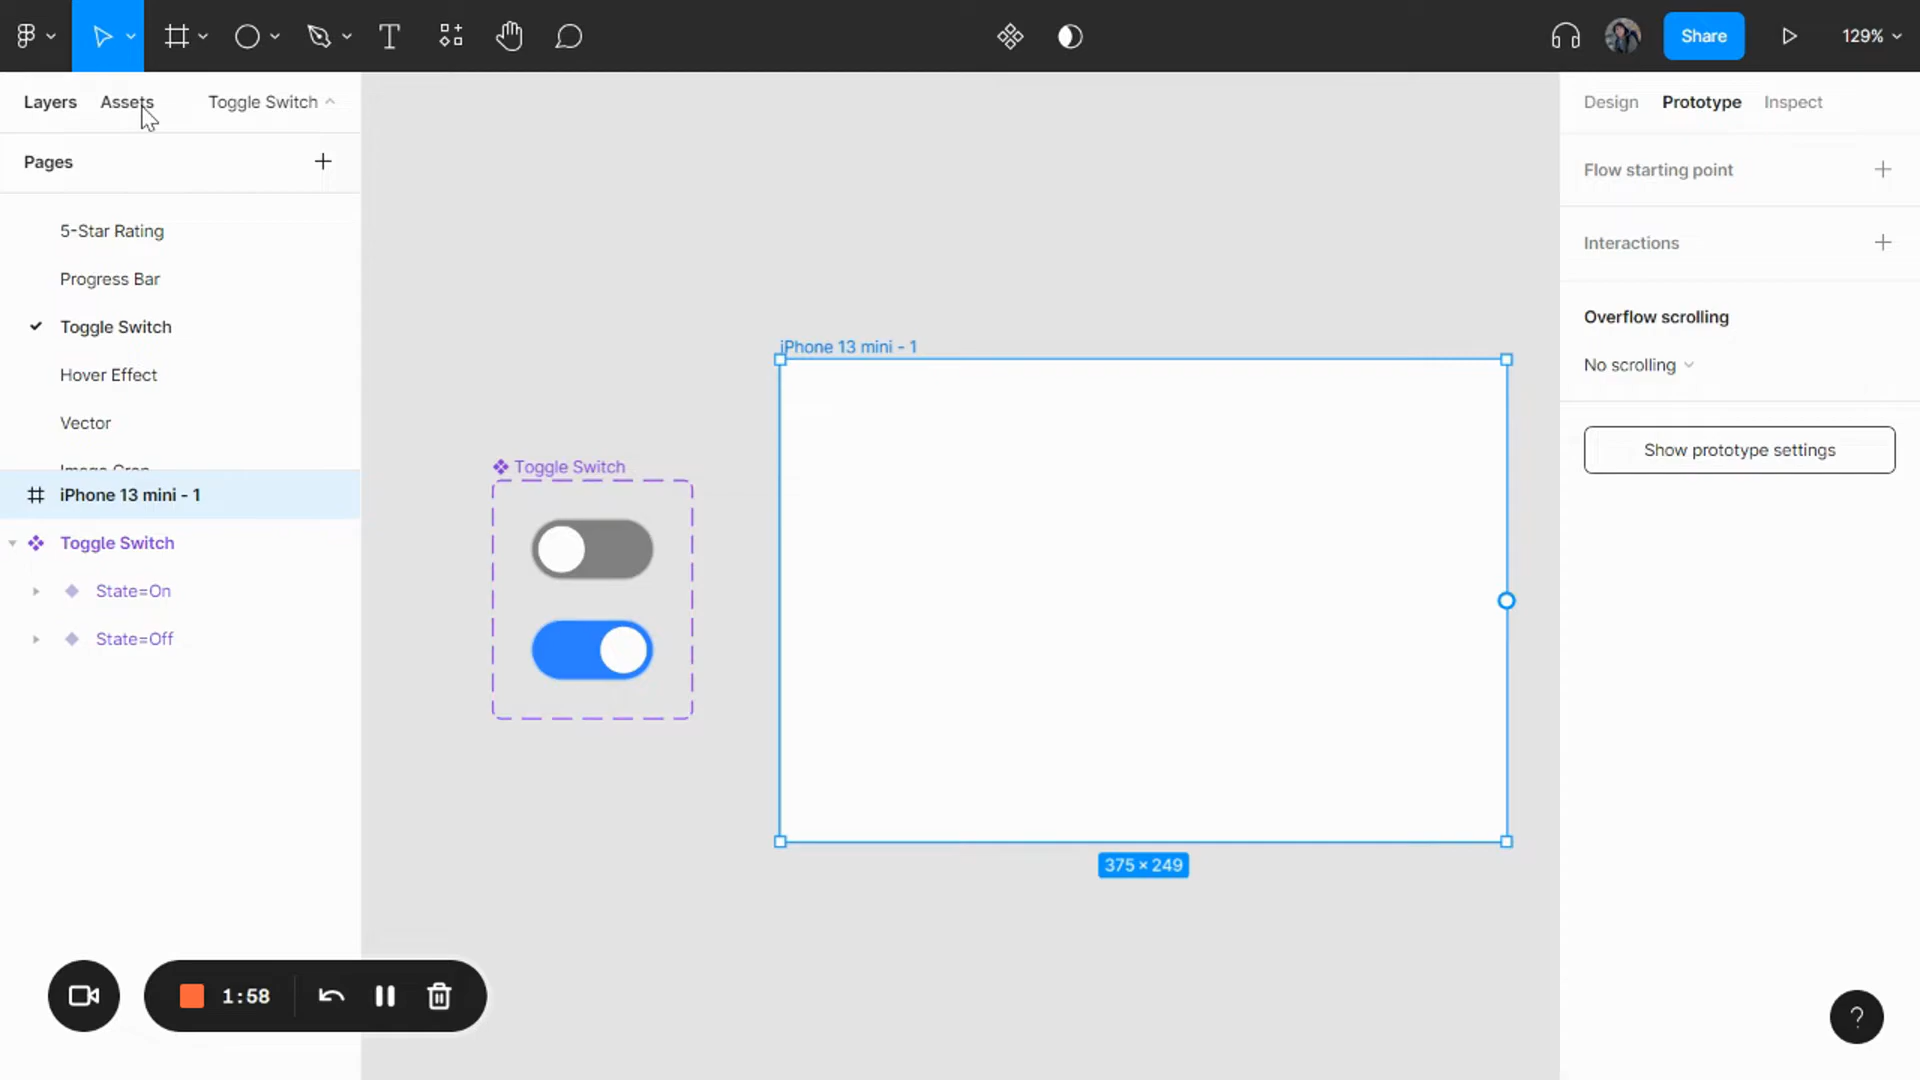 Share
129%
Layers
Assets
Toggle Switch
Design
Prototype
Inspect
Pages
Flow starting point
5-Star Rating
Interactions
Progress Bar
Toggle Switch
Overflow scrolling
iPhone 13 mini - 1
Hover Effect
No scrolling
Vector
Show prototype settings
Image Crop
Toggle Switch
iPhone 13 mini - 1
Toggle Switch
State=On
State=Off
375 × 249
1:58
?